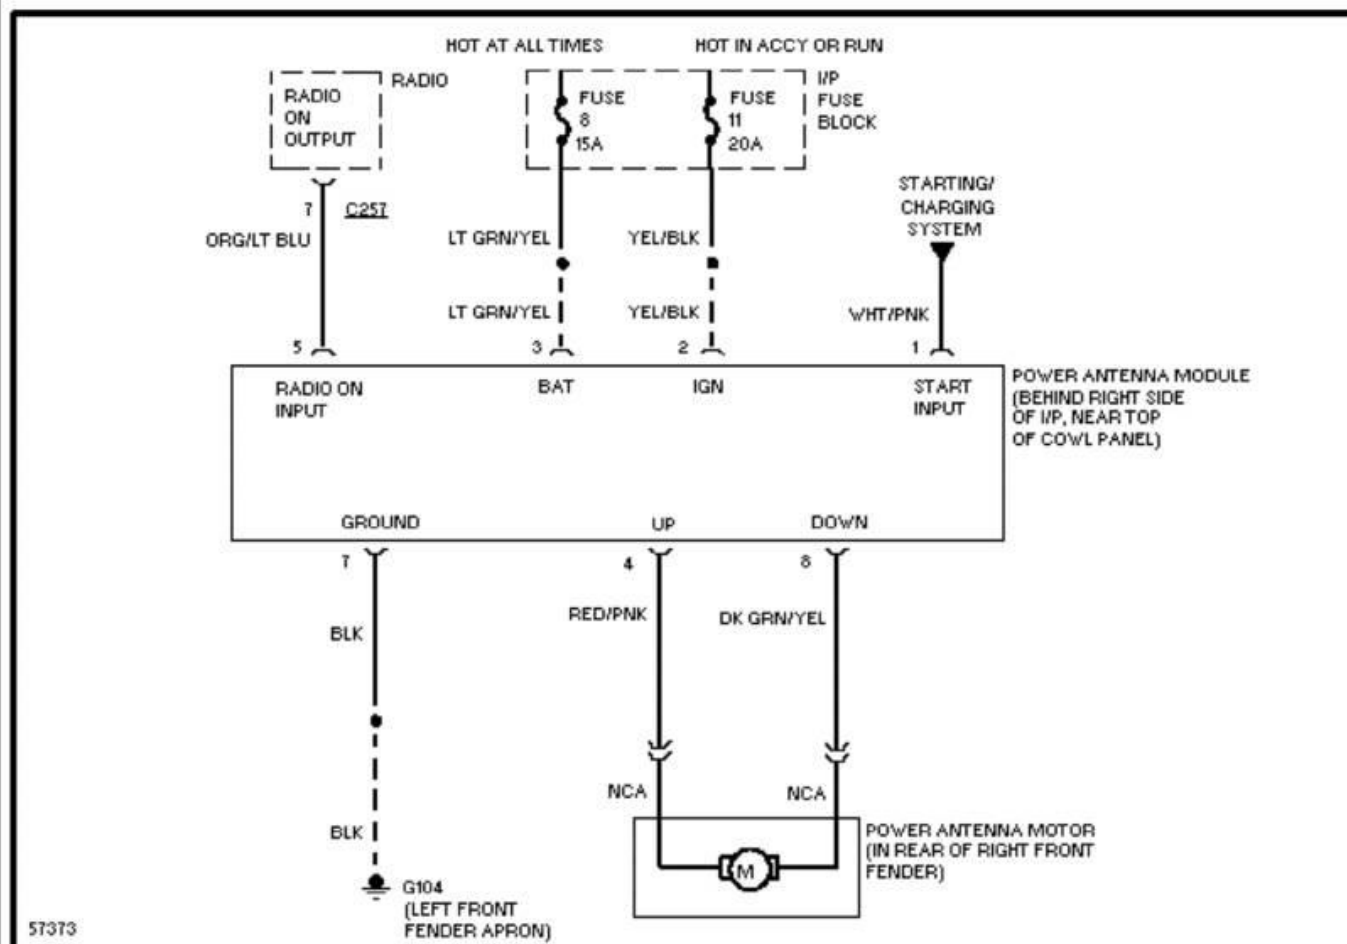 HOT AT ALL TIMES
HOT IN ACCY OR RUN
RADIO
ON
OUTPUT
RADIO
FUSE
8
15A
FUSE
11
20A
I/P
FUSE
BLOCK
STARTING/
CHARGING
SYSTEM
7
C257
ORG/LT BLU
LT GRN/YEL
YEL/BLK
LT GRN/YEL
YEL/BLK
WHT/PNK
5
3
2
1
RADIO ON
INPUT
BAT
IGN
START
INPUT
POWER ANTENNA MODULE
(BEHIND RIGHT SIDE
OF I/P, NEAR TOP
OF COWL PANEL)
GROUND
UP
DOWN
7
4
8
BLK
RED/PNK
DK GRN/YEL
NCA
NCA
BLK
M
POWER ANTENNA MOTOR
(IN REAR OF RIGHT FRONT
FENDER)
G104
(LEFT FRONT
FENDER APRON)
57373